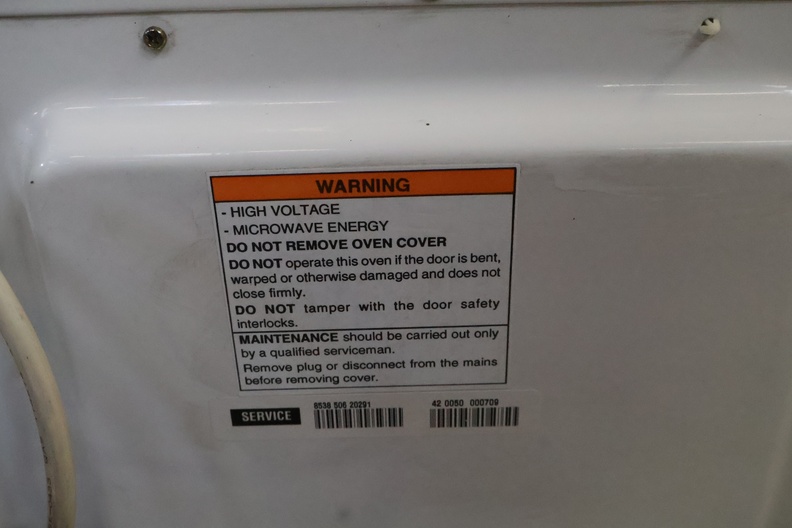 WARNING
- HIGH VOLTAGE
- MICROWAVE ENERGY
DO NOT REMOVE OVEN COVER
DO NOT operate this oven if the door is bent,
warped or otherwise damaged and does not
close firmly.
DO NOT tamper with the door safety
interlocks.
MAINTENANCE should be carried out only
by a qualified serviceman.
Remove plug or disconnect from the mains
before removing cover.
SERVICE
8538 506 20291
42 0050 000709